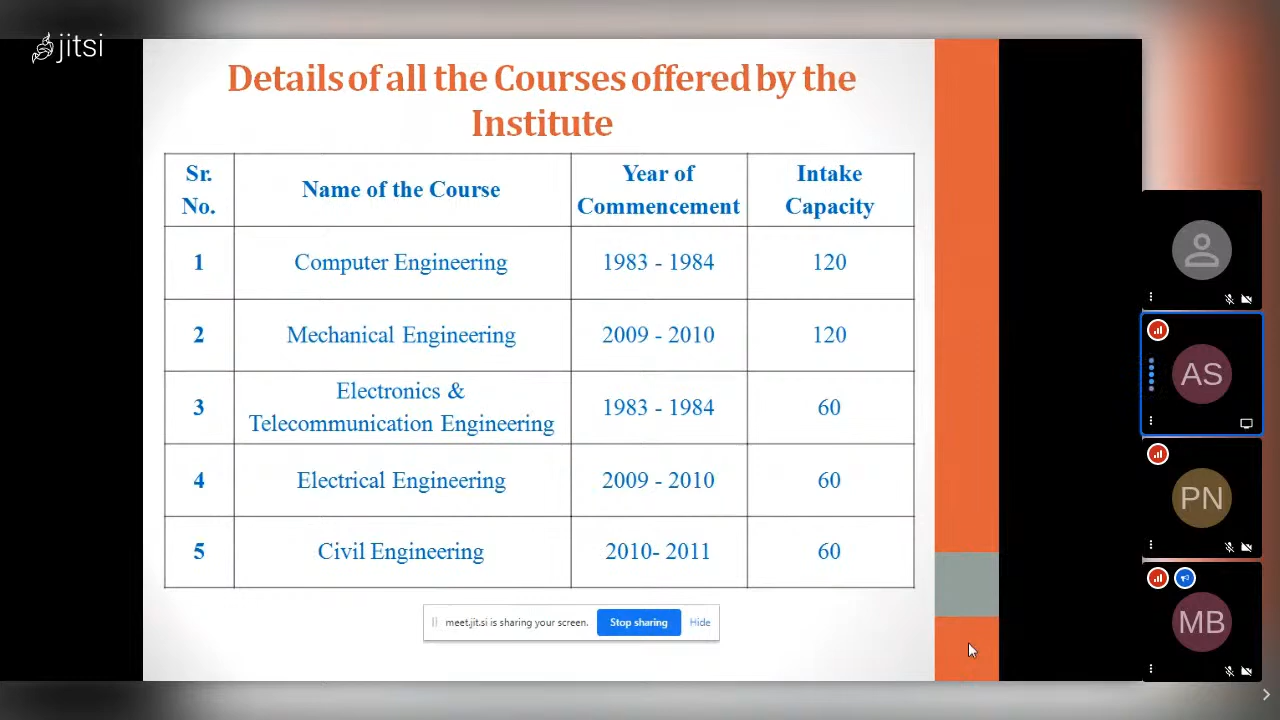 jitsi
Details of all the Courses offered by the
Institute
Sr. No.
Name of the Course
Year of Commencement
Intake Capacity
1
Computer Engineering
1983 - 1984
120
2
Mechanical Engineering
2009 - 2010
120
3
Electronics &
Telecommunication Engineering
1983 - 1984
60
4
Electrical Engineering
2009 - 2010
60
5
Civil Engineering
2010- 2011
60
meet.jit.si is sharing your screen.
Stop sharing
Hide
AS
PN
MB